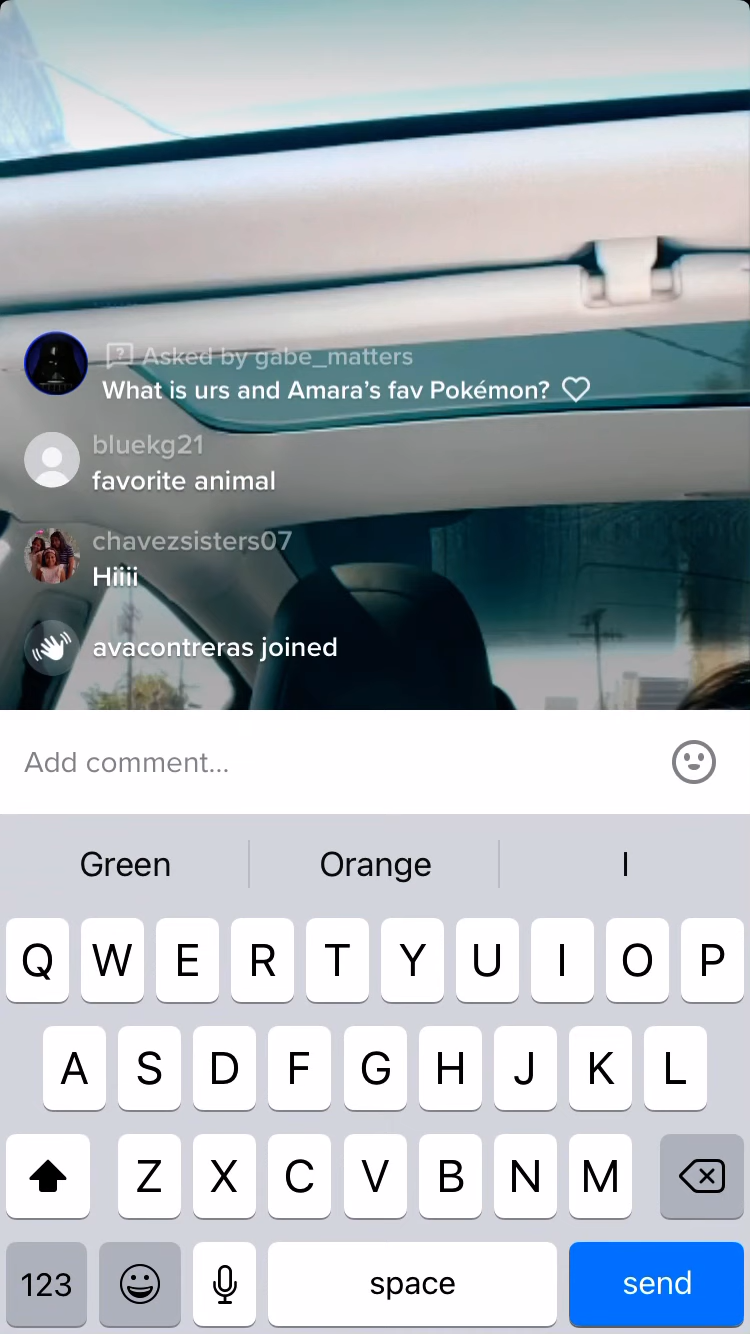 Asked by gabe_matters
What is urs and Amara’s fav Pokémon?
bluekg21
favorite animal
chavezsisters07
Hiiii
avacontreras joined
Add comment...
Green Orange I
Q W E R T Y U I O P
A S D F G H J K L
Z X C V B N M
123 space send